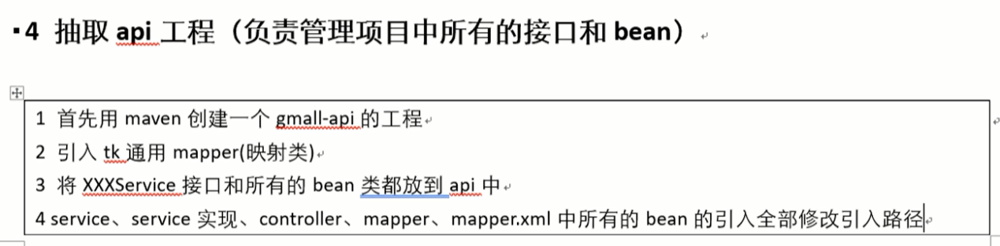 ▪4 抽取 api 工程（负责管理项目中所有的接口和 bean）
1 首先用 maven 创建一个 gmall-api 的工程
2 引入 tk 通用 mapper(映射类)
3 将 XXXService 接口和所有的 bean 类都放到 api 中
4 service、service 实现、controller、mapper、mapper.xml 中所有的 bean 的引入全部修改引入路径